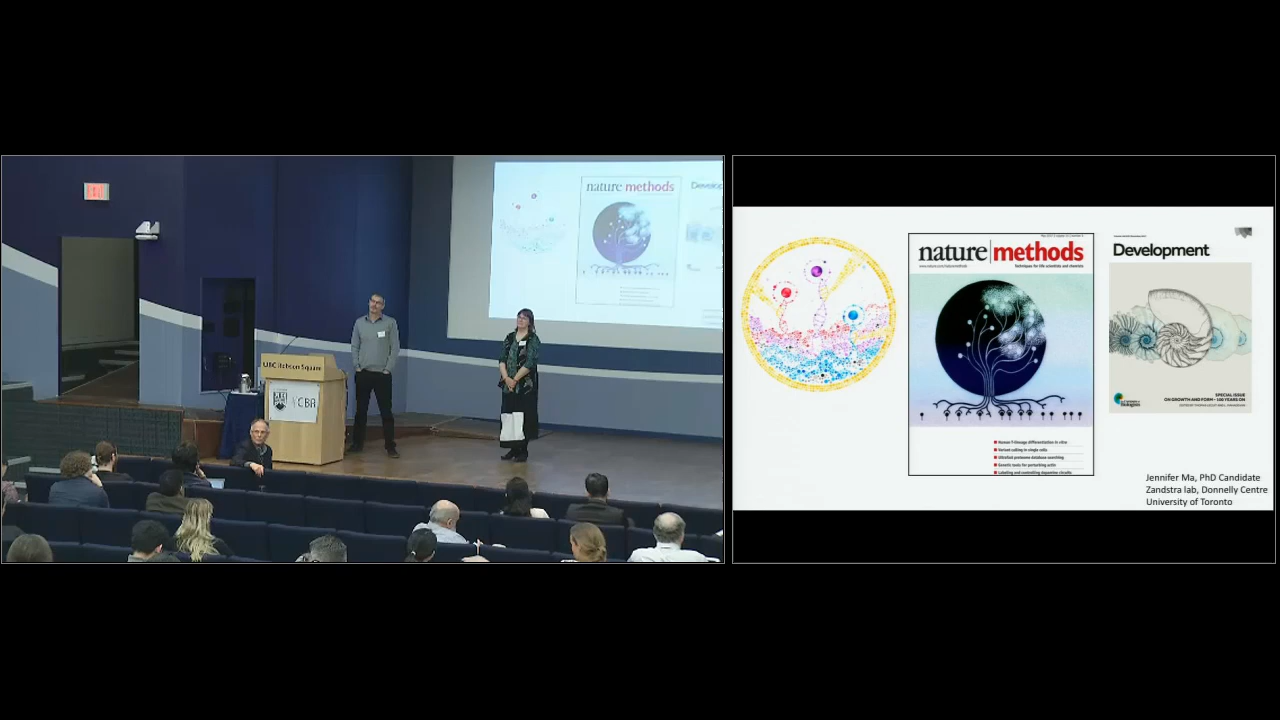 nature methods
Develop
UBC Robson Square
UBC
CBR
nature methods
Techniques for life scientists and chemists
Development
SPECIAL ISSUE
ON GROWTH AND FORM – 100 YEARS ON
Human T-lineage differentiation in vitro
Variant calling in single cells
Ultrafast proteome database searching
Genetic tools for perturbing actin
Labeling and controlling dopamine circuits
Jennifer Ma, PhD Candidate
Zandstra lab, Donnelly Centre
University of Toronto